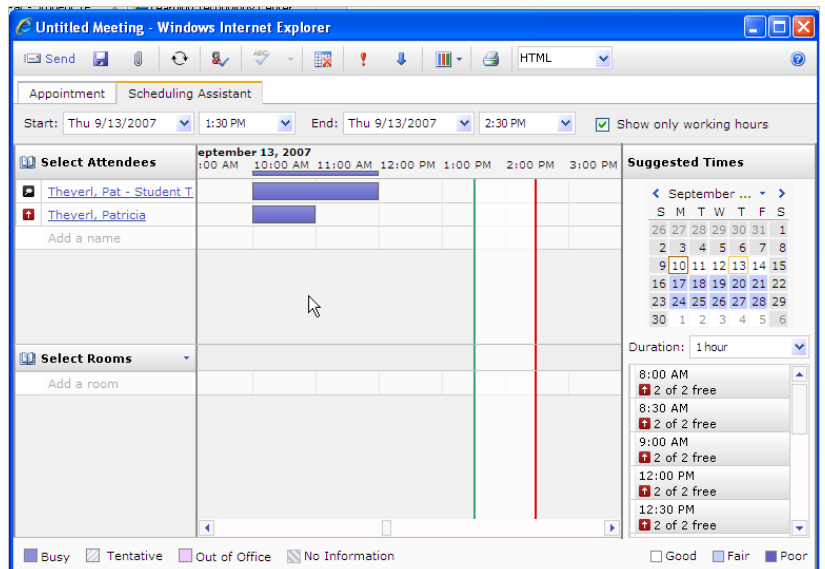 Untitled Meeting - Windows Internet Explorer
Send HTML
Appointment Scheduling Assistant
Start: Thu 9/13/2007 1:30 PM End: Thu 9/13/2007 2:30 PM Show only working hours
Select Attendees
eptember 13, 2007
:00 AM 10:00 AM 11:00 AM 12:00 PM 1:00 PM 2:00 PM 3:00 PM
Theyerl, Pat - Student T
Theyerl, Patricia
Add a name
Select Rooms
Add a room
Suggested Times
September ...
S M T W T F S
26 27 28 29 30 31 1
2 3 4 5 6 7 8
9 10 11 12 13 14 15
16 17 18 19 20 21 22
23 24 25 26 27 28 29
30 1 2 3 4 5 6
Duration: 1 hour
8:00 AM
2 of 2 free
8:30 AM
2 of 2 free
9:00 AM
2 of 2 free
12:00 PM
2 of 2 free
12:30 PM
2 of 2 free
Busy Tentative Out of Office No Information Good Fair Poor